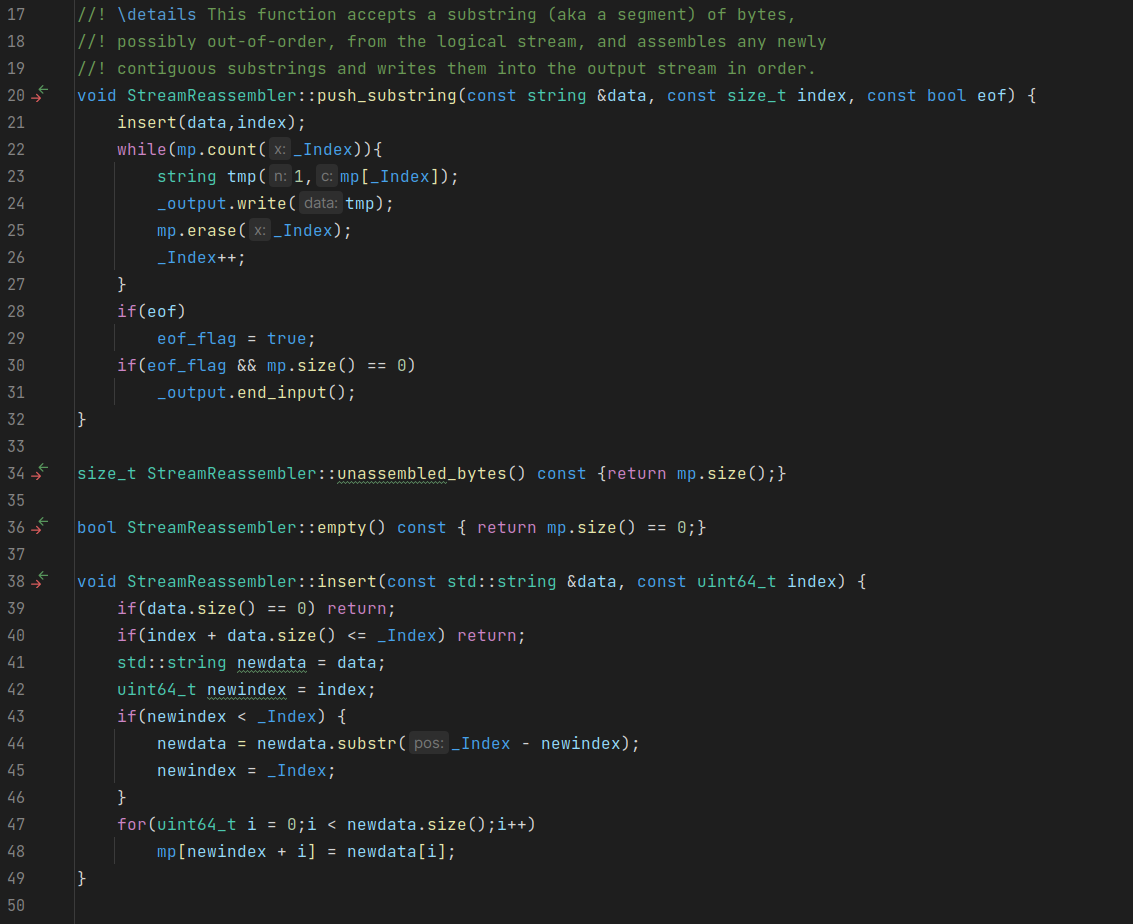 17 //! \details This function accepts a substring (aka a segment) of bytes,
18 //! possibly out-of-order, from the logical stream, and assembles any newly
19 //! contiguous substrings and writes them into the output stream in order.
20 void StreamReassembler::push_substring(const string &data, const size_t index, const bool eof) {
21     insert(data,index);
22     while(mp.count( x: _Index)){
23         string tmp( n: 1, c: mp[_Index]);
24         _output.write( data: tmp);
25         mp.erase( x: _Index);
26         _Index++;
27     }
28     if(eof)
29         eof_flag = true;
30     if(eof_flag && mp.size() == 0)
31         _output.end_input();
32 }
33
34 size_t StreamReassembler::unassembled_bytes() const {return mp.size();}
35
36 bool StreamReassembler::empty() const { return mp.size() == 0;}
37
38 void StreamReassembler::insert(const std::string &data, const uint64_t index) {
39     if(data.size() == 0) return;
40     if(index + data.size() <= _Index) return;
41     std::string newdata = data;
42     uint64_t newindex = index;
43     if(newindex < _Index) {
44         newdata = newdata.substr( pos: _Index - newindex);
45         newindex = _Index;
46     }
47     for(uint64_t i = 0;i < newdata.size();i++)
48         mp[newindex + i] = newdata[i];
49 }
50